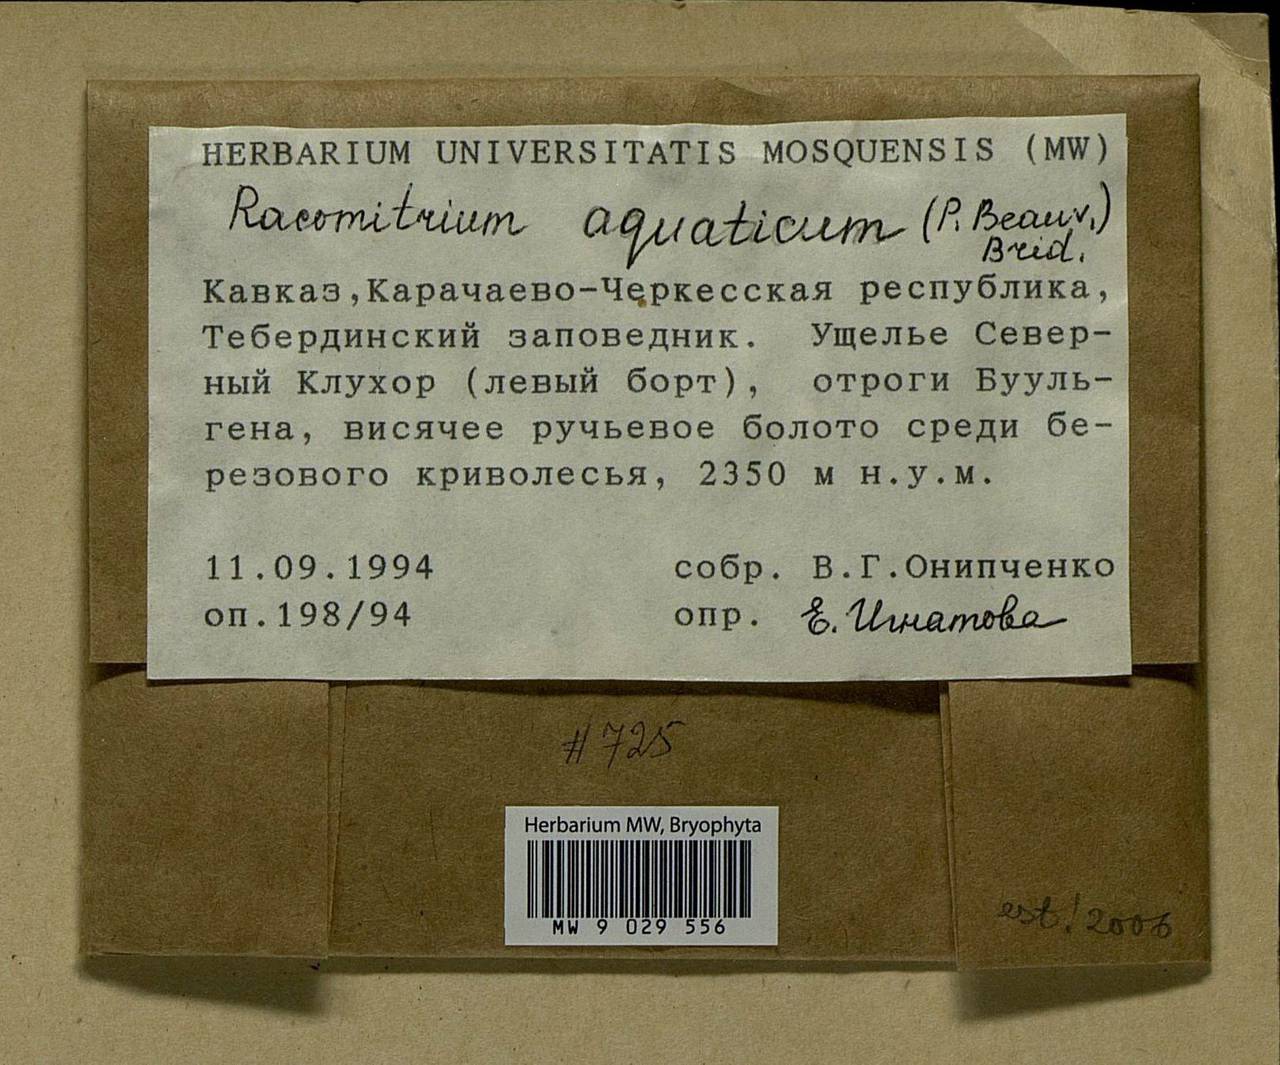 HERBARIUM UNIVERSITATIS MOSQUENSIS (MW)
Racomitrium aquaticum (P. Beauv.)
Brid.
Кавказ,Карачаево-Черкесская республика,
Тебердинский заповедник. Ущелье Север-
ный Клухор (левый борт), отроги Бууль-
гена, висячее ручьевое болото среди бе-
резового криволесья, 2350 м н.у.м.
11.09.1994 собр. В.Г.Онипченко
оп.198/94 опр. Е. Игнатова
# 725
Herbarium MW, Bryophyta
MW 9 029 556
est! 2006